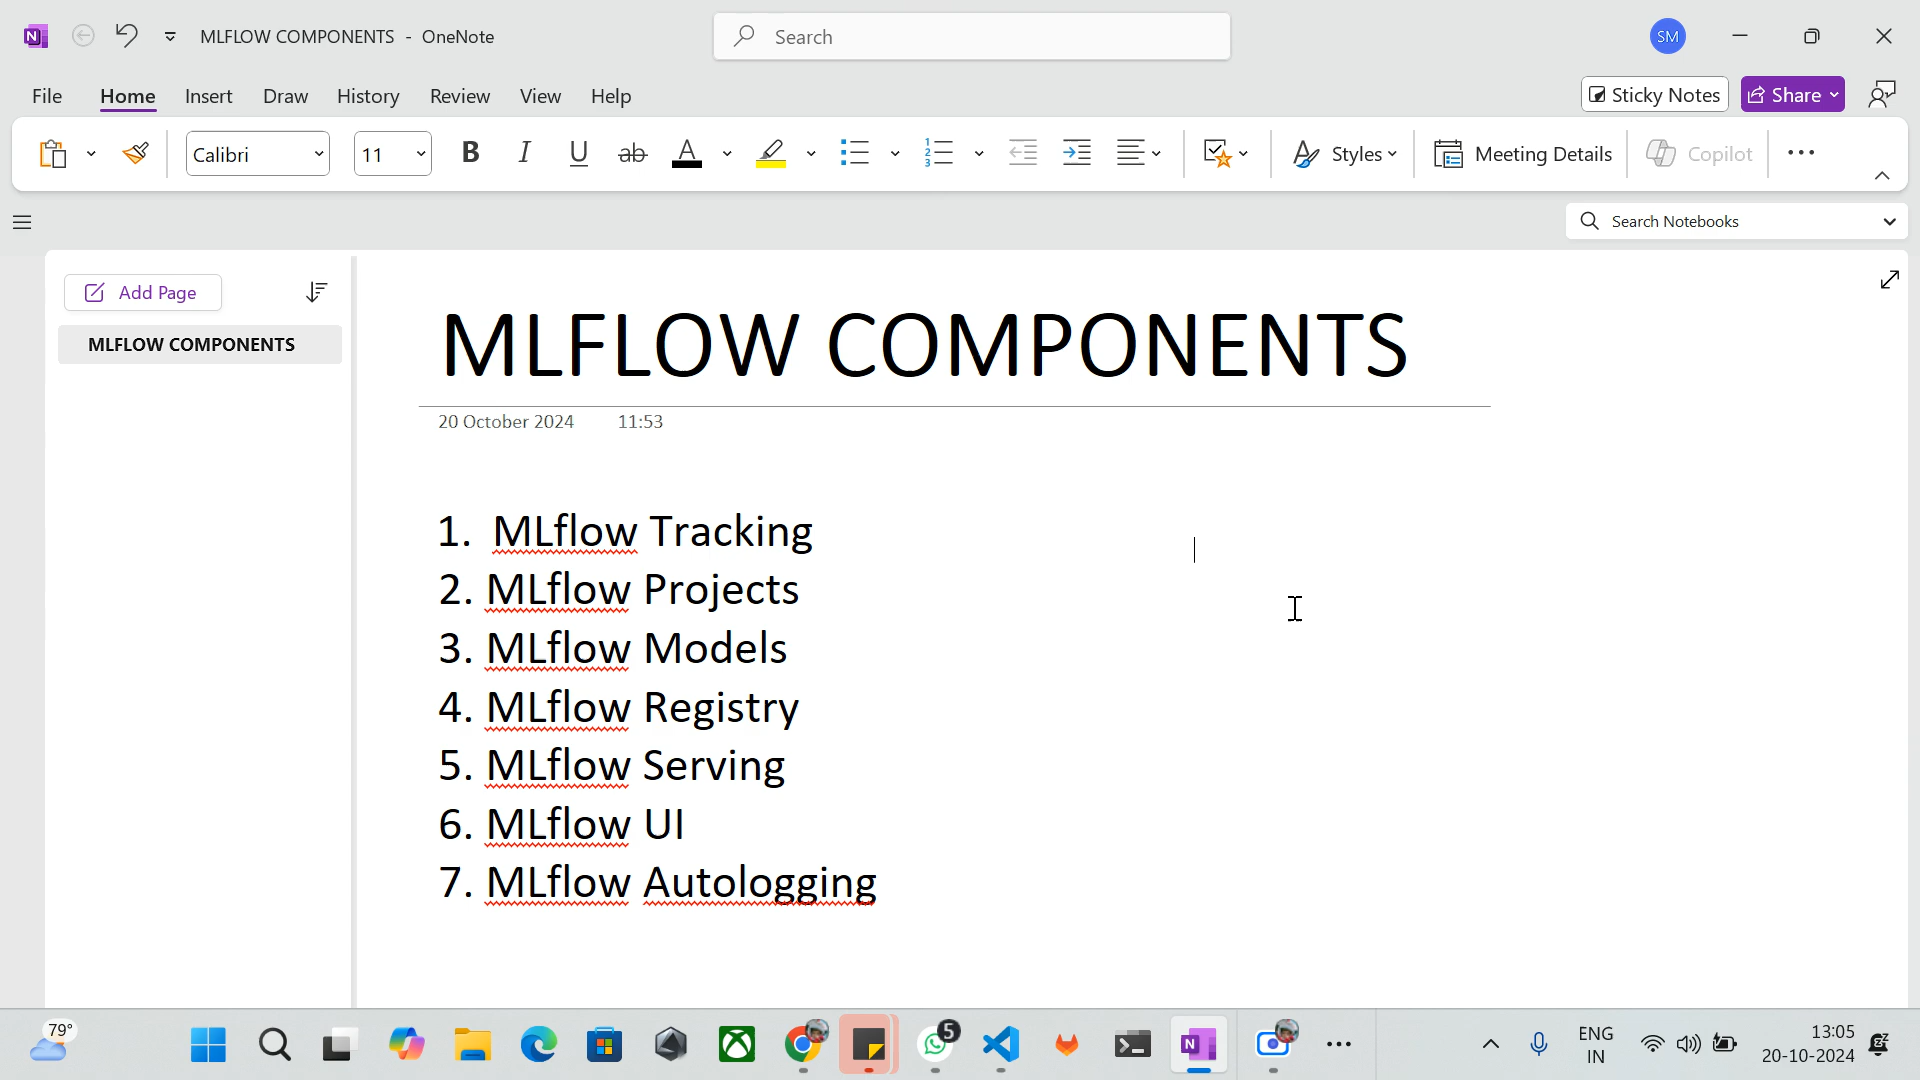 MLFLOW COMPONENTS - OneNote
Search
SM
File Home Insert Draw History Review View Help
Sticky Notes
Share
Calibri
11
B I U ab A
Styles
Meeting Details
Copilot
Search Notebooks
Add Page
MLFLOW COMPONENTS
MLFLOW COMPONENTS
20 October 2024 11:53
1. MLflow Tracking
2. MLflow Projects
3. MLflow Models
4. MLflow Registry
5. MLflow Serving
6. MLflow UI
7. MLflow Autologging
79°
5
ENG
IN
13:05
20-10-2024